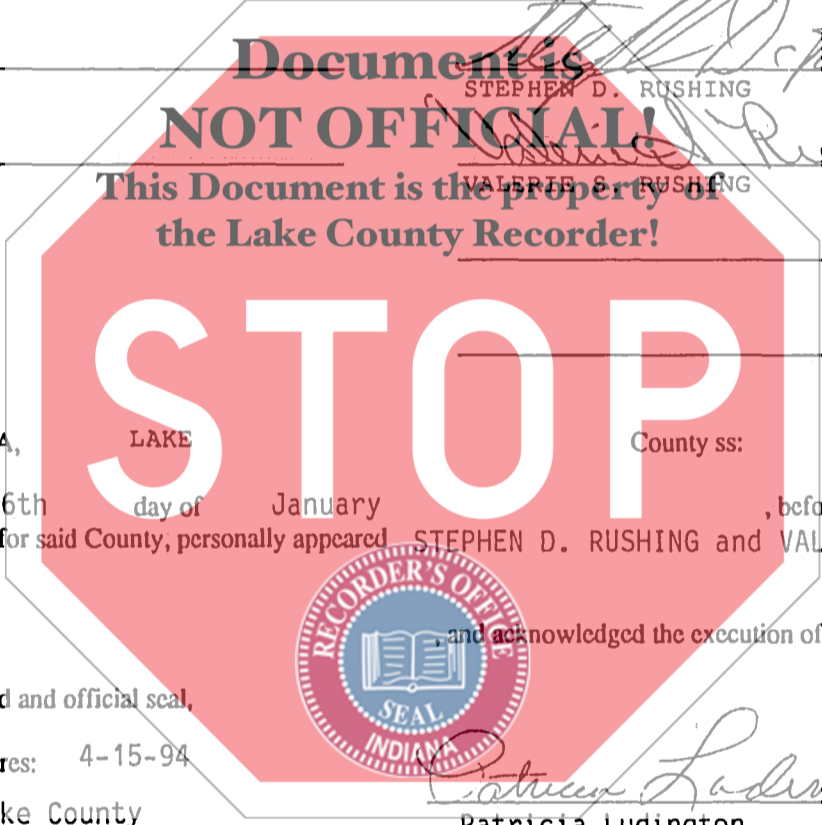 Document is
STEPHEN D. RUSHING
NOT OFFICIAL!
This Document is the property of
VALERIE S. RUSHING
the Lake County Recorder!
STOP
A, LAKE County ss:
6th day of January , befo
for said County, personally appeared STEPHEN D. RUSHING and VAL
, and acknowledged the execution of
RECORDER'S OFFICE
SEAL
INDIANA
d and official seal,
res: 4-15-94
Patricia Ludin
ke County
Patricia Ludington